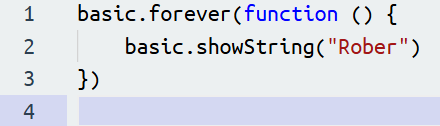 1 basic.forever(function () {
2     basic.showString("Rober")
3 })
4